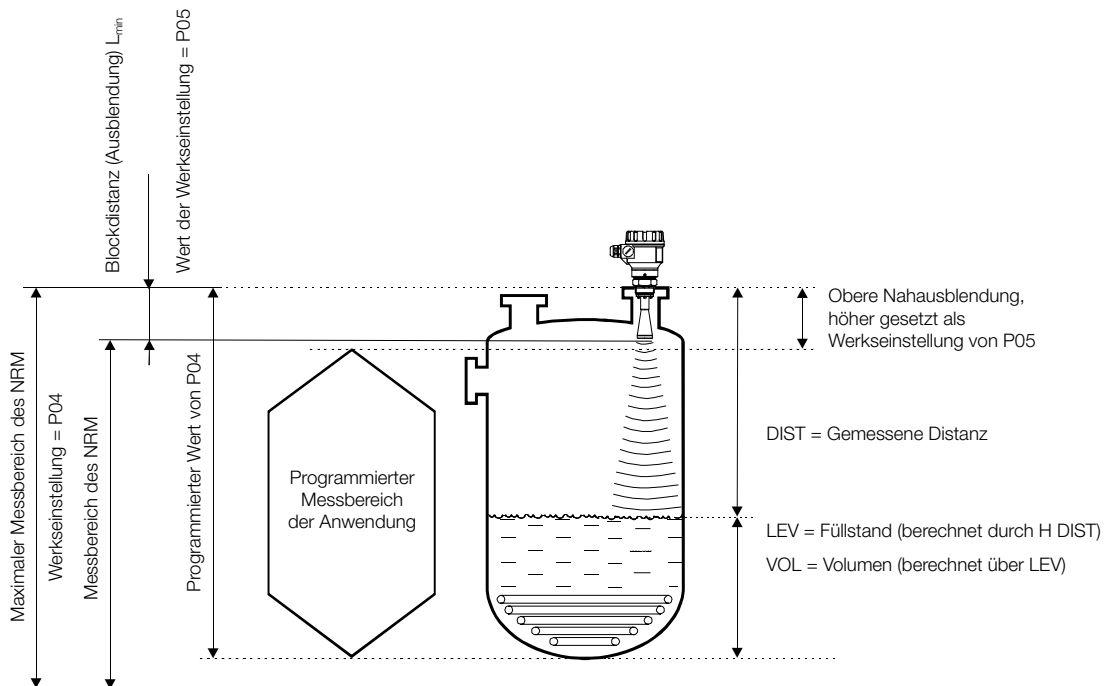 Blockdistanz (Ausblendung) Lmin
Wert der Werkseinstellung = P05
Maximaler Messbereich des NRM
Werkseinstellung = P04
Messbereich des NRM
Programmierter Wert von P04
Programmierter
Messbereich
der Anwendung
Obere Nahausblendung,
höher gesetzt als
Werkseinstellung von P05
DIST = Gemessene Distanz
LEV = Füllstand (berechnet durch H DIST)
VOL = Volumen (berechnet über LEV)